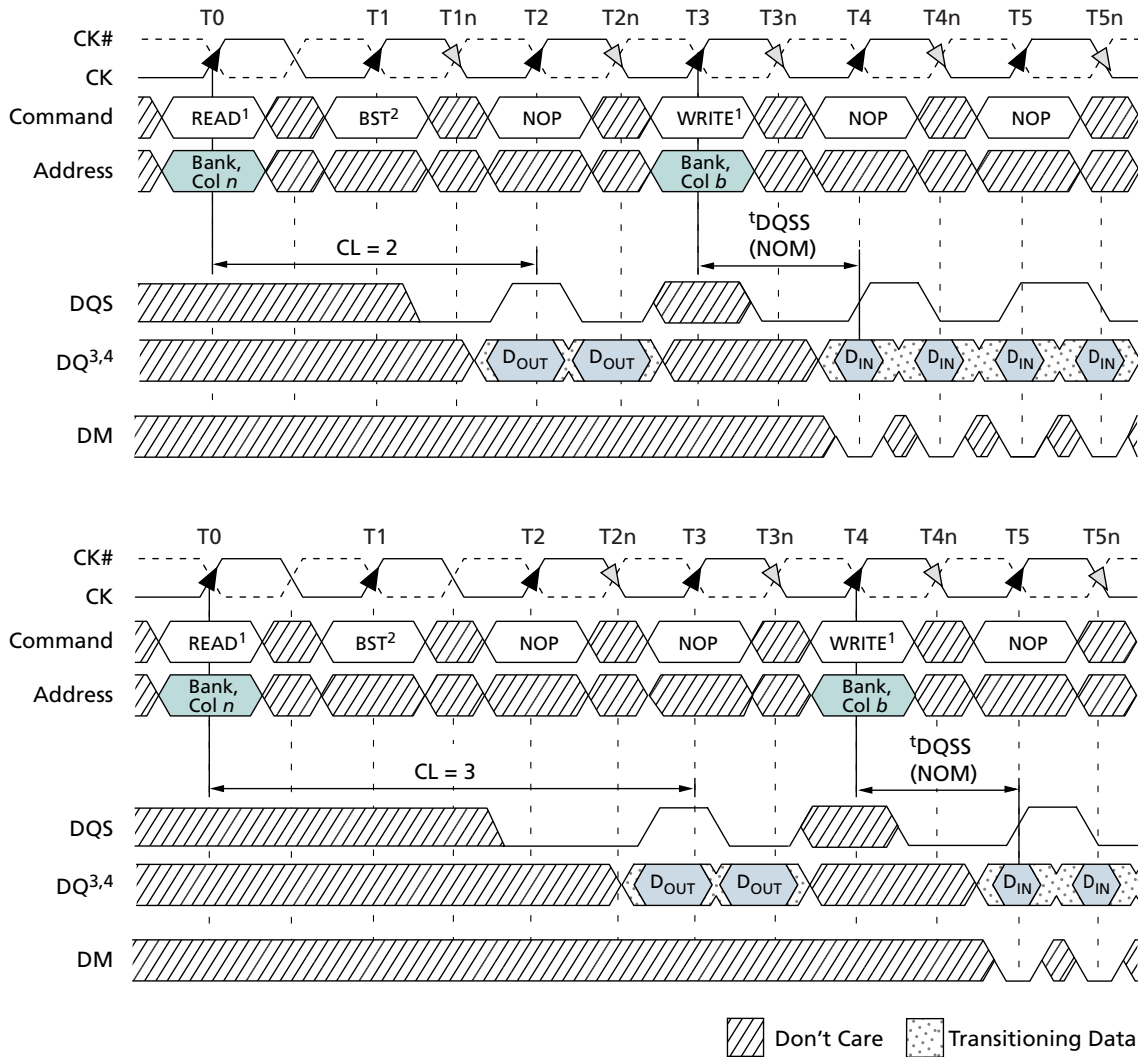 T0 T1 T1n T2 T2n T3 T3n T4 T4n T5 T5n
CK#
CK
Command READ1 BST2 NOP WRITE1 NOP NOP
Address Bank, Col n Bank, Col b
CL = 2 tDQSS (NOM)
DQS
DQ3,4 DOUT DOUT DIN DIN DIN DIN
DM
T0 T1 T2 T2n T3 T3n T4 T4n T5 T5n
CK#
CK
Command READ1 BST2 NOP NOP WRITE1 NOP
Address Bank, Col n Bank, Col b
CL = 3 tDQSS (NOM)
DQS
DQ3,4 DOUT DOUT DIN DIN
DM
Don't Care Transitioning Data